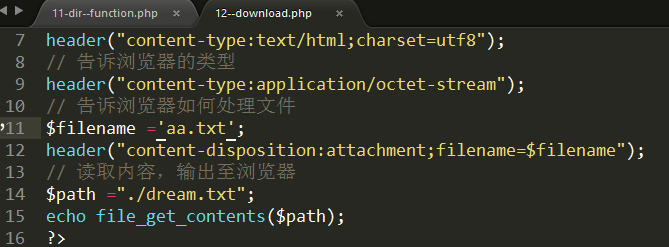 11-dir--function.php × 12--download.php ×
7 header("content-type:text/html;charset=utf8");
8 // 告诉浏览器的类型
9 header("content-type:application/octet-stream");
10 // 告诉浏览器如何处理文件
11 $filename ='aa.txt';
12 header("content-disposition:attachment;filename=$filename");
13 // 读取内容，输出至浏览器
14 $path ="./dream.txt";
15 echo file_get_contents($path);
16 ?>